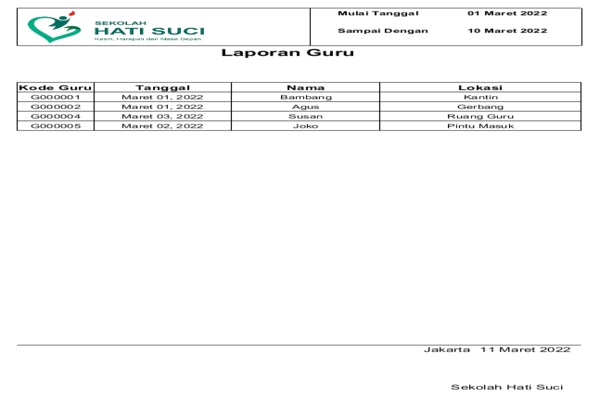 SEKOLAH
HATI SUCI
Kasih, Harapan dan Masa Depan
Mulai Tanggal 01 Maret 2022
Sampai Dengan 10 Maret 2022
Laporan Guru
Kode Guru Tanggal Nama Lokasi
G000001 Maret 01, 2022 Bambang Kantin
G000002 Maret 01, 2022 Agus Gerbang
G000004 Maret 03, 2022 Susan Ruang Guru
G000005 Maret 02, 2022 Joko Pintu Masuk
Jakarta 11 Maret 2022
Sekolah Hati Suci